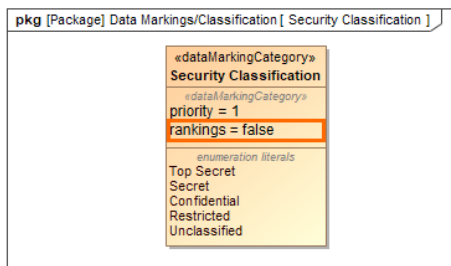 pkg [Package] Data Markings/Classification [ Security Classification ]
«dataMarkingCategory»
Security Classification
«dataMarkingCategory»
priority = 1
rankings = false
enumeration literals
Top Secret
Secret
Confidential
Restricted
Unclassified